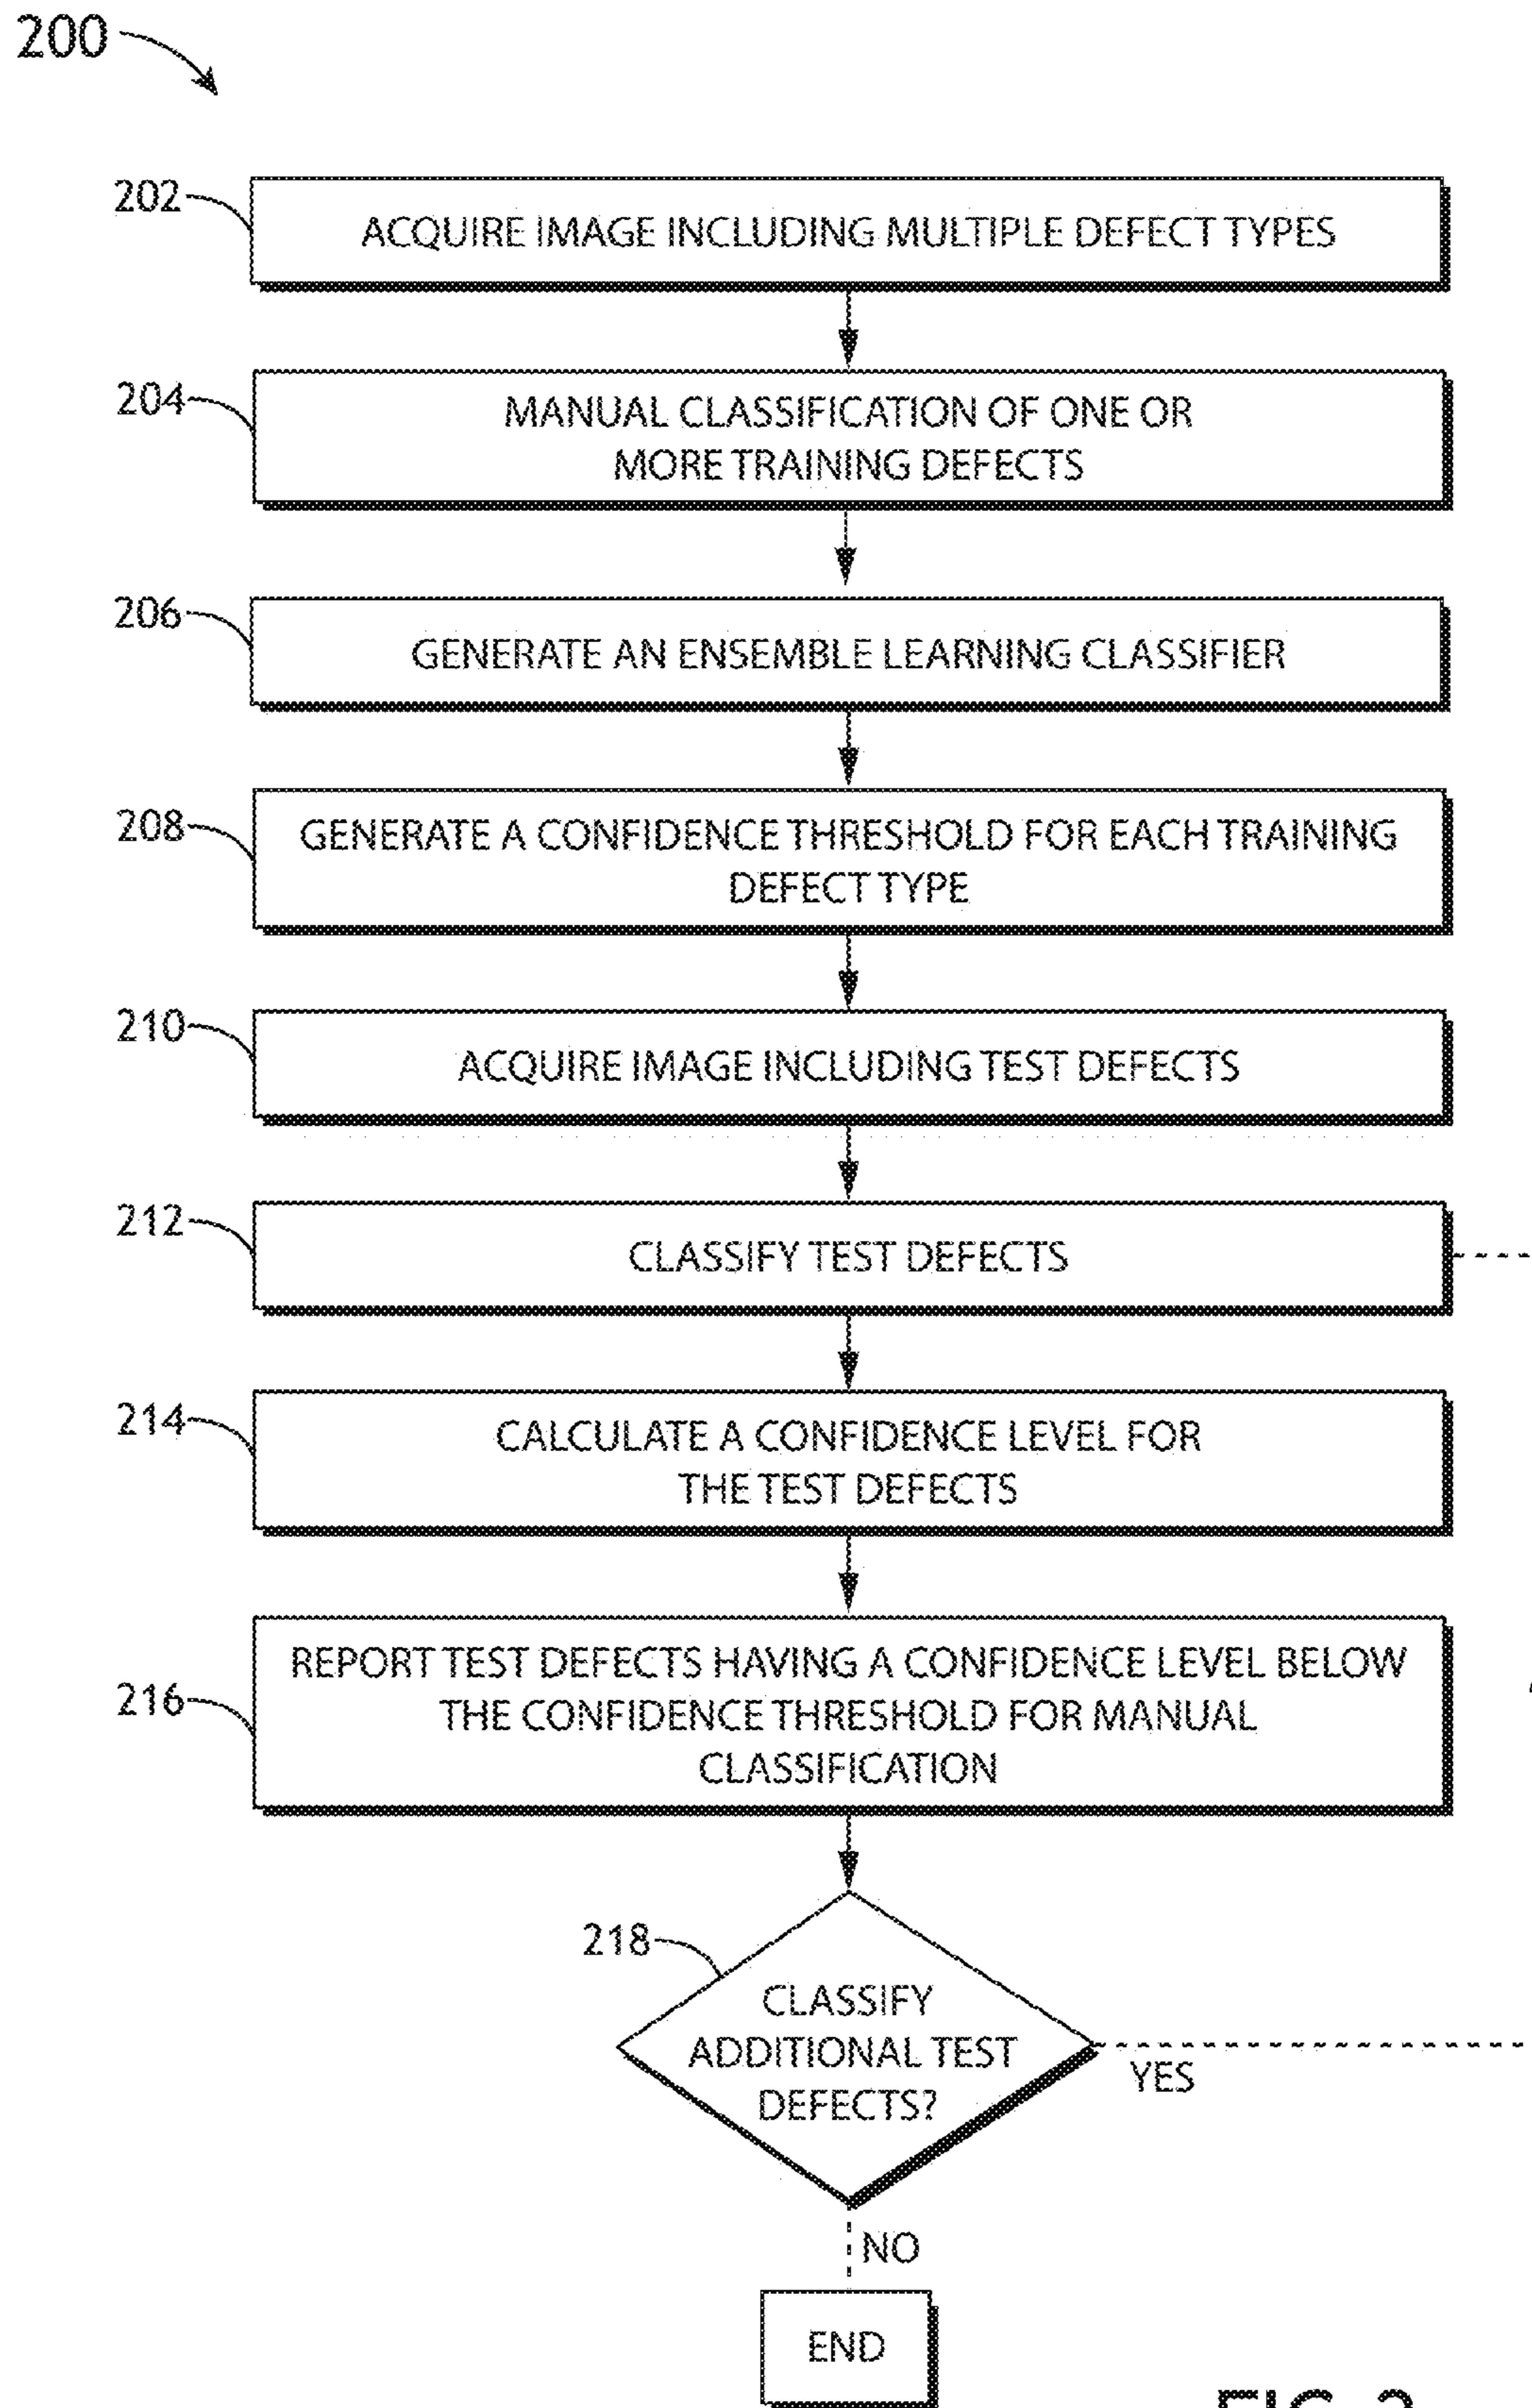 200
202
ACQUIRE IMAGE INCLUDING MULTIPLE DEFECT TYPES
204
MANUAL CLASSIFICATION OF ONE OR
MORE TRAINING DEFECTS
206
GENERATE AN ENSEMBLE LEARNING CLASSIFIER
208
GENERATE A CONFIDENCE THRESHOLD FOR EACH TRAINING
DEFECT TYPE
210
ACQUIRE IMAGE INCLUDING TEST DEFECTS
212
CLASSIFY TEST DEFECTS
214
CALCULATE A CONFIDENCE LEVEL FOR
THE TEST DEFECTS
216
REPORT TEST DEFECTS HAVING A CONFIDENCE LEVEL BELOW
THE CONFIDENCE THRESHOLD FOR MANUAL
CLASSIFICATION
218
CLASSIFY
ADDITIONAL TEST
DEFECTS?
YES
NO
END